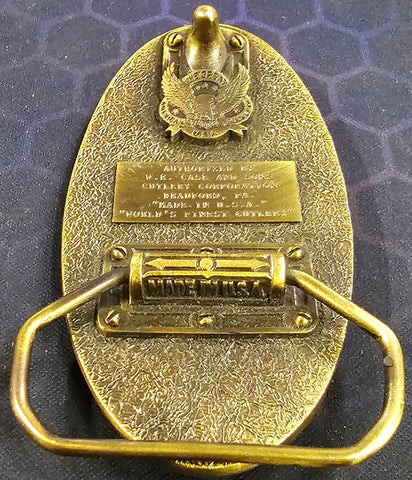 U.S.A.
AUTHORIZED BY
W.R. CASE AND SONS
CUTLERY CORPORATION
BRADFORD, PA.
"MADE IN U.S.A."
"WORLD'S FINEST CUTLERY"
MADE IN U.S.A.